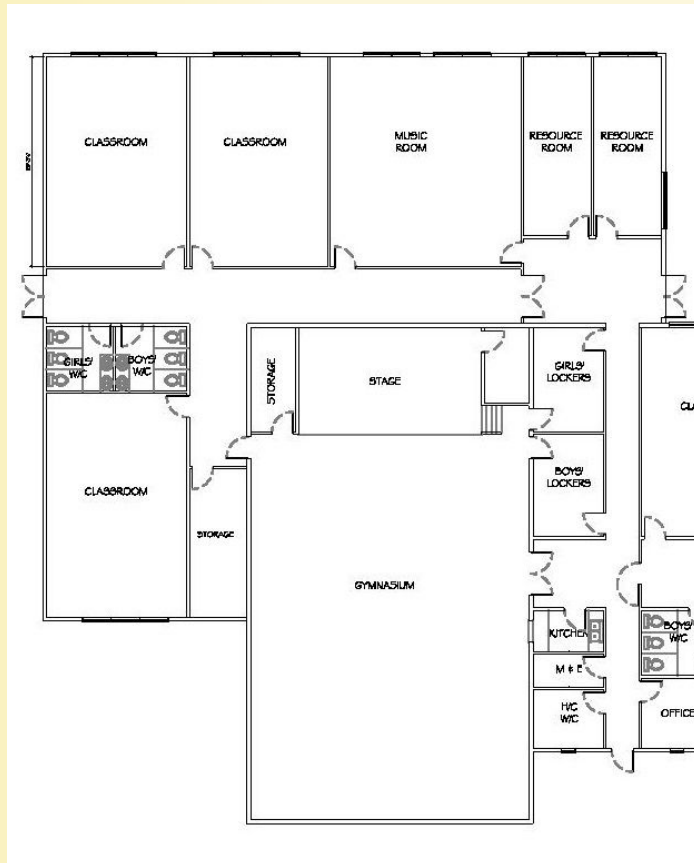 CLASSROOM
CLASSROOM
MUSIC
ROOM
RESOURCE
ROOM
RESOURCE
ROOM
GIRLS'
W/C
BOYS'
W/C
STORAGE
STAGE
GIRLS'
LOCKERS
CLASSROOM
BOYS'
LOCKERS
STORAGE
GYMNASIUM
KITCHEN
BOYS'
W/C
M & E
H/C
W/C
OFFICE